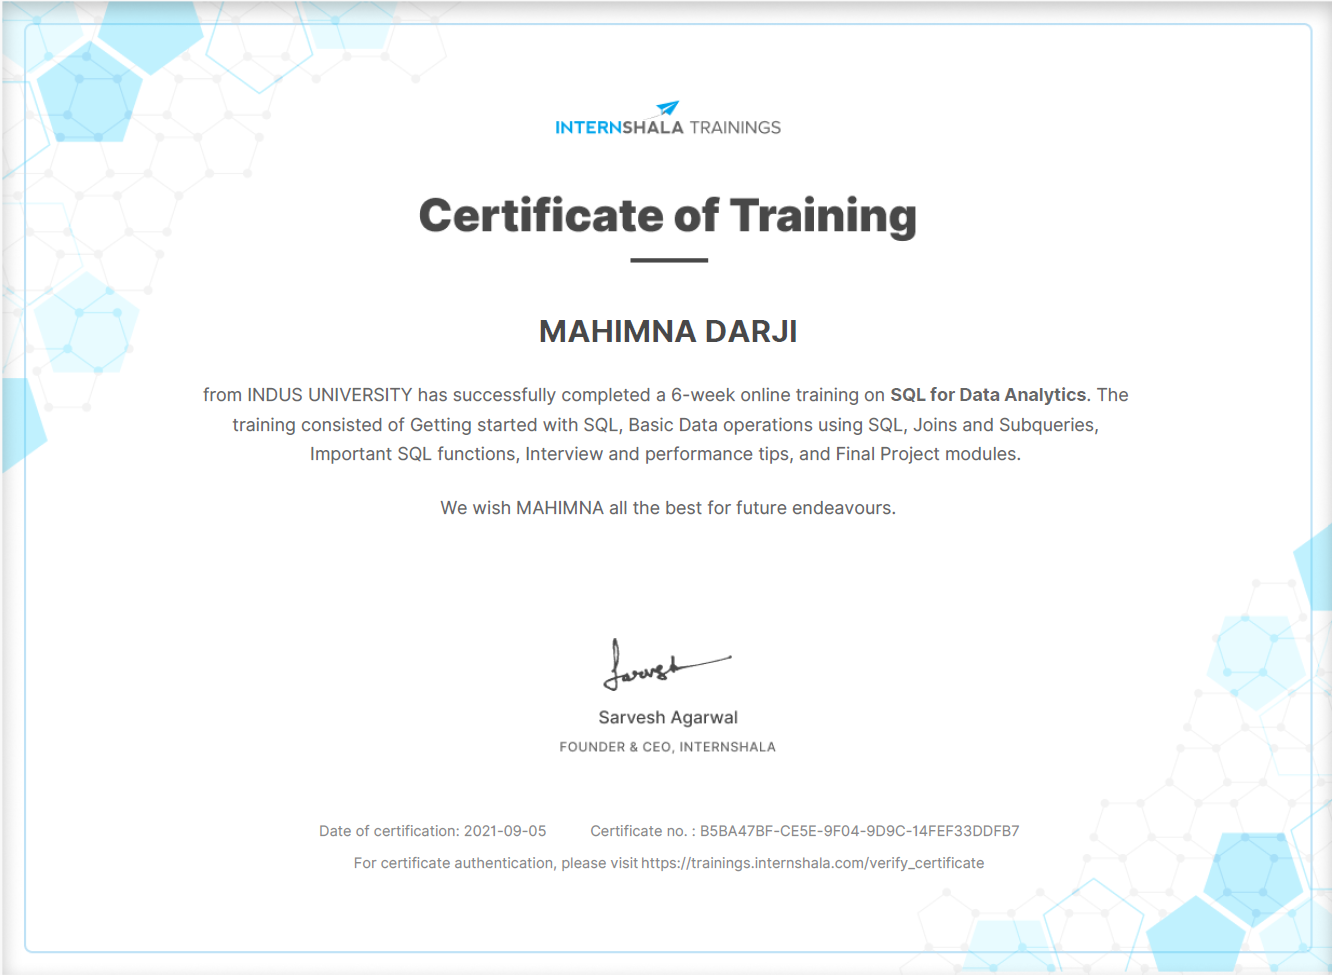 INTERNSHALA TRAININGS
Certificate of Training
MAHIMNA DARJI
from INDUS UNIVERSITY has successfully completed a 6-week online training on SQL for Data Analytics. The
training consisted of Getting started with SQL, Basic Data operations using SQL, Joins and Subqueries,
Important SQL functions, Interview and performance tips, and Final Project modules.
We wish MAHIMNA all the best for future endeavours.
Sarvesh
Sarvesh Agarwal
FOUNDER & CEO, INTERNSHALA
Date of certification: 2021-09-05 Certificate no. : B5BA47BF-CE5E-9F04-9D9C-14FEF33DDFB7
For certificate authentication, please visit https://trainings.internshala.com/verify_certificate